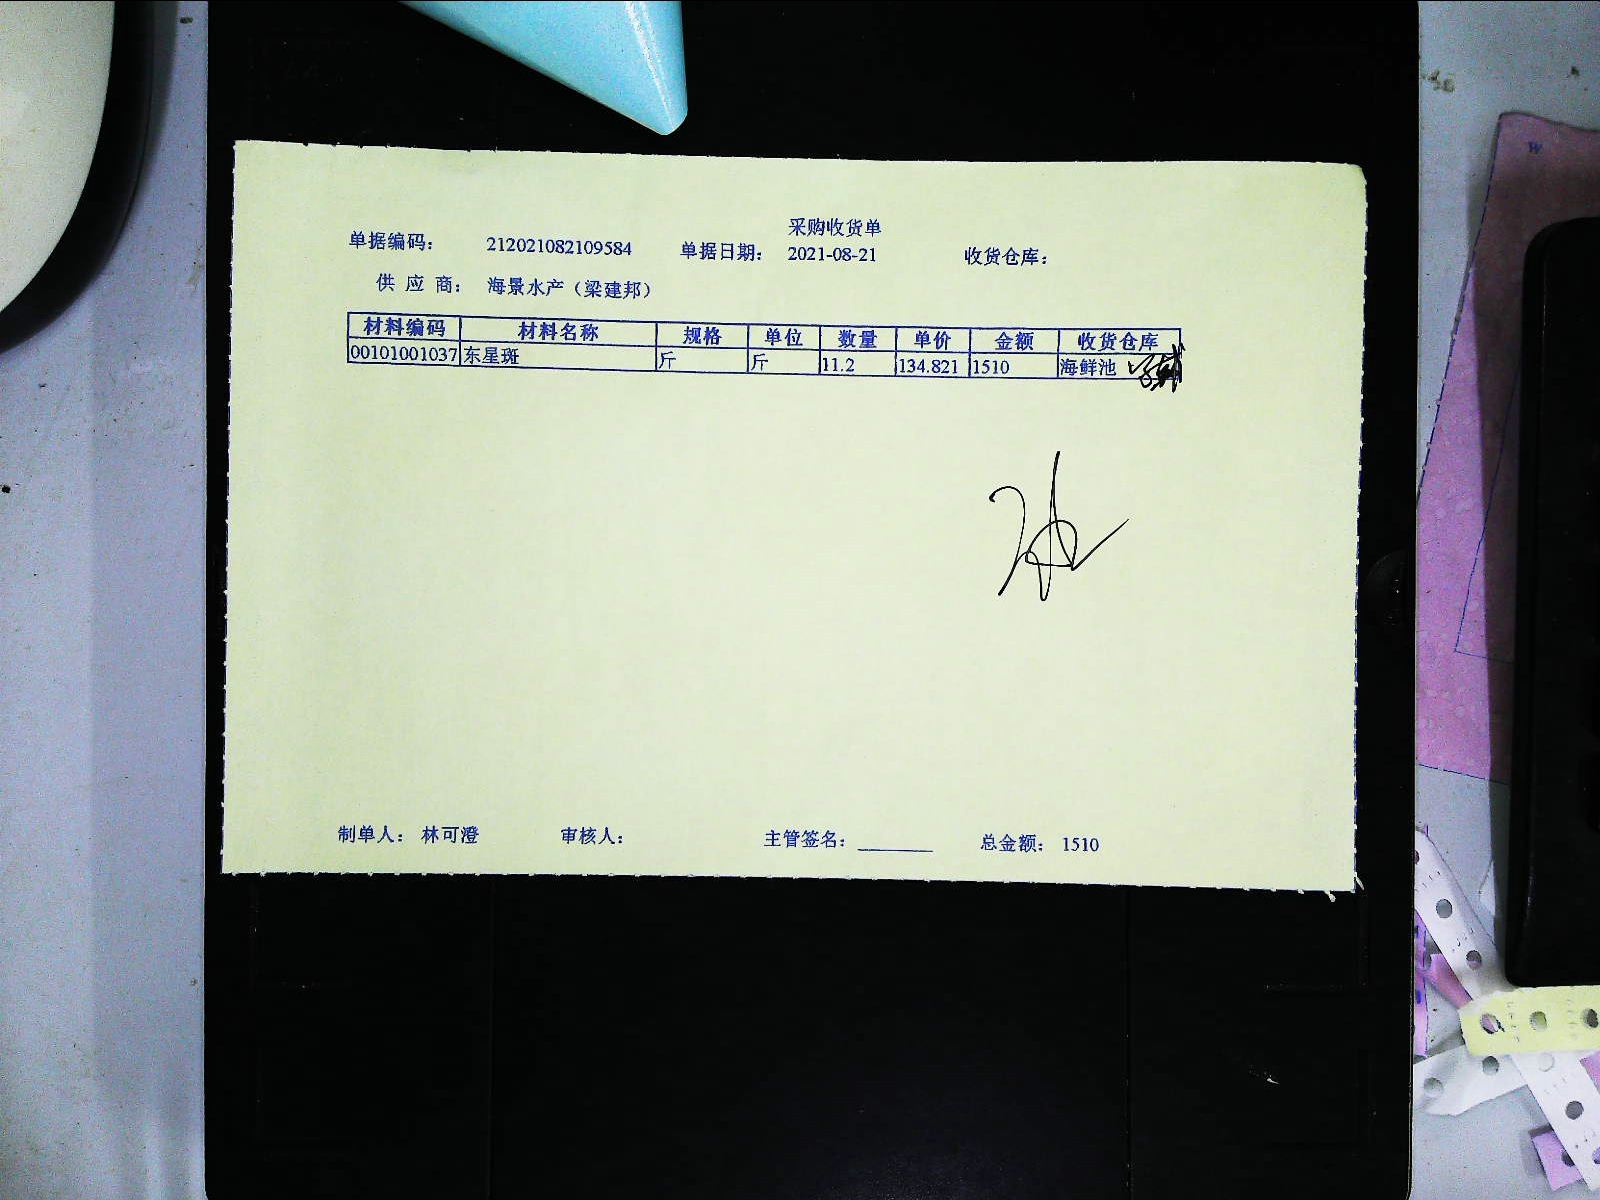 采购收货单
单据编码： 212021082109584 单据日期： 2021-08-21 收货仓库：
供 应 商： 海景水产（梁建邦）
材料编码 材料名称 规格 单位 数量 单价 金额 收货仓库
00101001037 东星斑 斤 斤 11.2 134.821 1510 海鲜池
制单人： 林可澄 审核人： 主管签名： 总金额： 1510